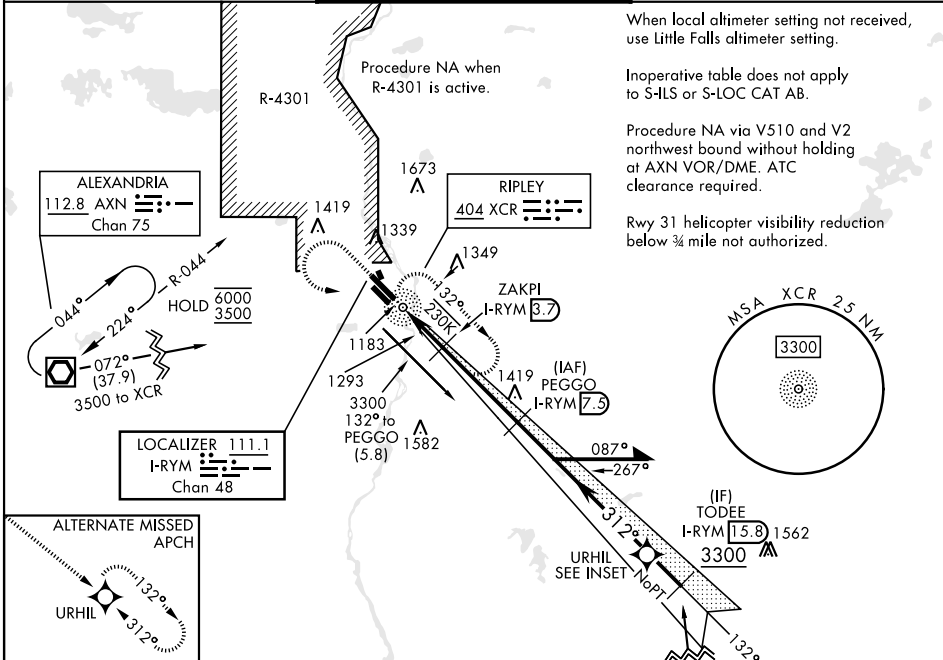 When local altimeter setting not received,
use Little Falls altimeter setting.
Inoperative table does not apply
to S-ILS or S-LOC CAT AB.
Procedure NA via V510 and V2
northwest bound without holding
at AXN VOR/DME. ATC
clearance required.
Rwy 31 helicopter visibility reduction
below ¾ mile not authorized.
Procedure NA when
R-4301 is active.
R-4301
1673
ALEXANDRIA
112.8 AXN
Chan 75
RIPLEY
404 XCR
1419
1339
1349
R-044
044°
224°
HOLD 6000
3500
072°
(37.9)
3500 to XCR
132°
230K
ZAKPI
I-RYM 3.7
MSA XCR 25 NM
3300
1183
1293
1419
(IAF)
PEGGO
I-RYM 7.5
3300
132° to
PEGGO
(5.8)
1582
LOCALIZER 111.1
I-RYM
Chan 48
087°
267°
312°
(IF)
TODEE
I-RYM 15.8
3300
1562
URHIL
SEE INSET
NoPT
132°
ALTERNATE MISSED
APCH
URHIL
132°
312°